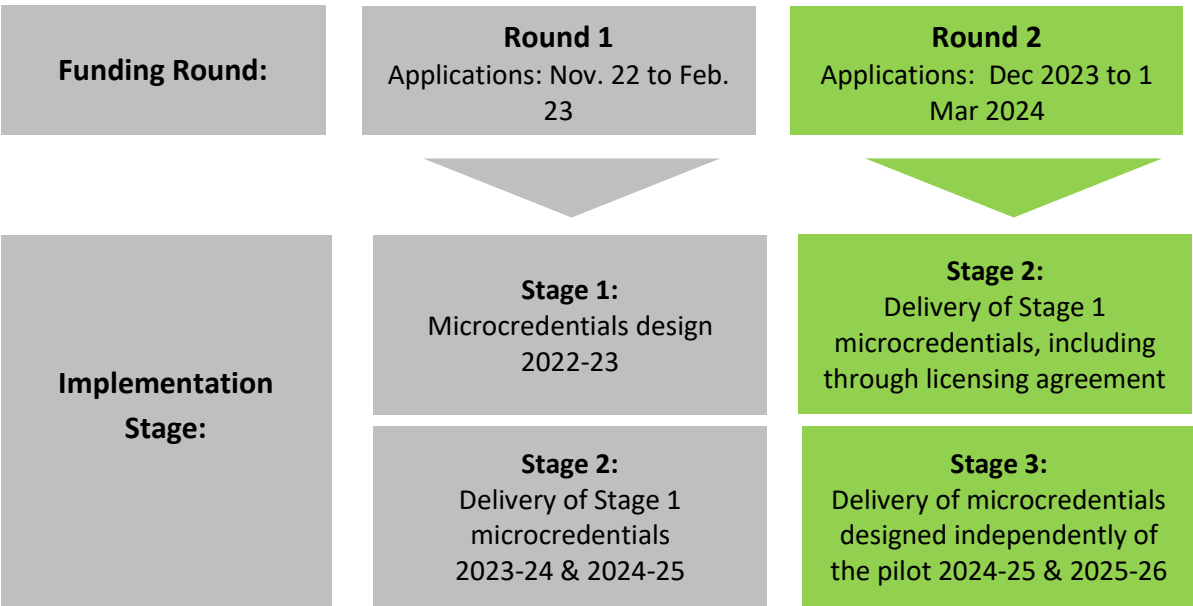 Funding Round:
Round 1
Applications: Nov. 22 to Feb.
23
Round 2
Applications:  Dec 2023 to 1
Mar 2024
Implementation
Stage:
Stage 1:
Microcredentials design
2022-23
Stage 2:
Delivery of Stage 1
microcredentials, including
through licensing agreement
Stage 2:
Delivery of Stage 1
microcredentials
2023-24 & 2024-25
Stage 3:
Delivery of microcredentials
designed independently of
the pilot 2024-25 & 2025-26